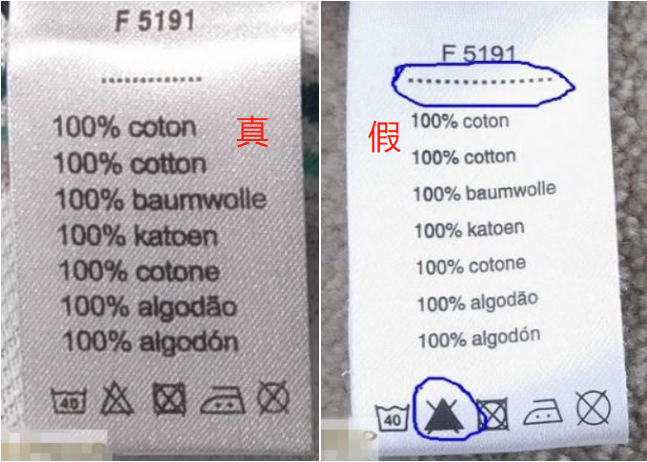 F 5191
100% coton
真
100% cotton
100% baumwolle
100% katoen
100% cotone
100% algodão
100% algodón
40
F 5191
100% coton
假
100% cotton
100% baumwolle
100% katoen
100% cotone
100% algodão
100% algodón
40